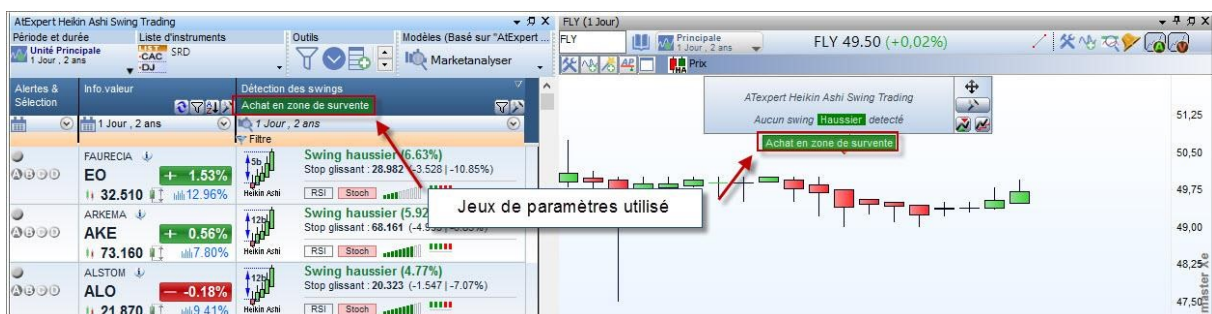 AtExpert Heikin Ashi Swing Trading
Période et durée
Liste d'instruments
Outils
Modèles (Basé sur "AtExpert ...
Unité Principale
1 Jour , 2 ans
LIST
CAC
DJ
SRD
Marketanalyser
Alertes & Sélection
Info.valeur
Détection des swings
Achat en zone de survente
1 Jour , 2 ans
1 Jour , 2 ans
Filtre
FAURECIA
EO
+ 1.53%
32.510
12.96%
5b
Heikin Ashi
Swing haussier (6.63%)
Stop glissant : 28.982 (-3.528 | -10.85%)
RSI
Stoch
ARKEMA
AKE
+ 0.56%
73.160
7.80%
12b
Heikin Ashi
Swing haussier (5.92
Stop glissant : 68.161
RSI
Stoch
ALSTOM
ALO
-0.18%
21.870
9.41%
12b
Heikin Ashi
Swing haussier (4.77%)
Stop glissant : 20.323 (-1.547 | -7.07%)
RSI
Stoch
Jeux de paramètres utilisé
FLY (1 Jour)
FLY
Principale
1 Jour , 2 ans
FLY 49.50 (+0,02%)
HA
Prix
ATexpert Heikin Ashi Swing Trading
Aucun swing Haussier detecté
Achat en zone de survente
51,25
50,50
49,75
49,00
48,25
47,50
master Xe